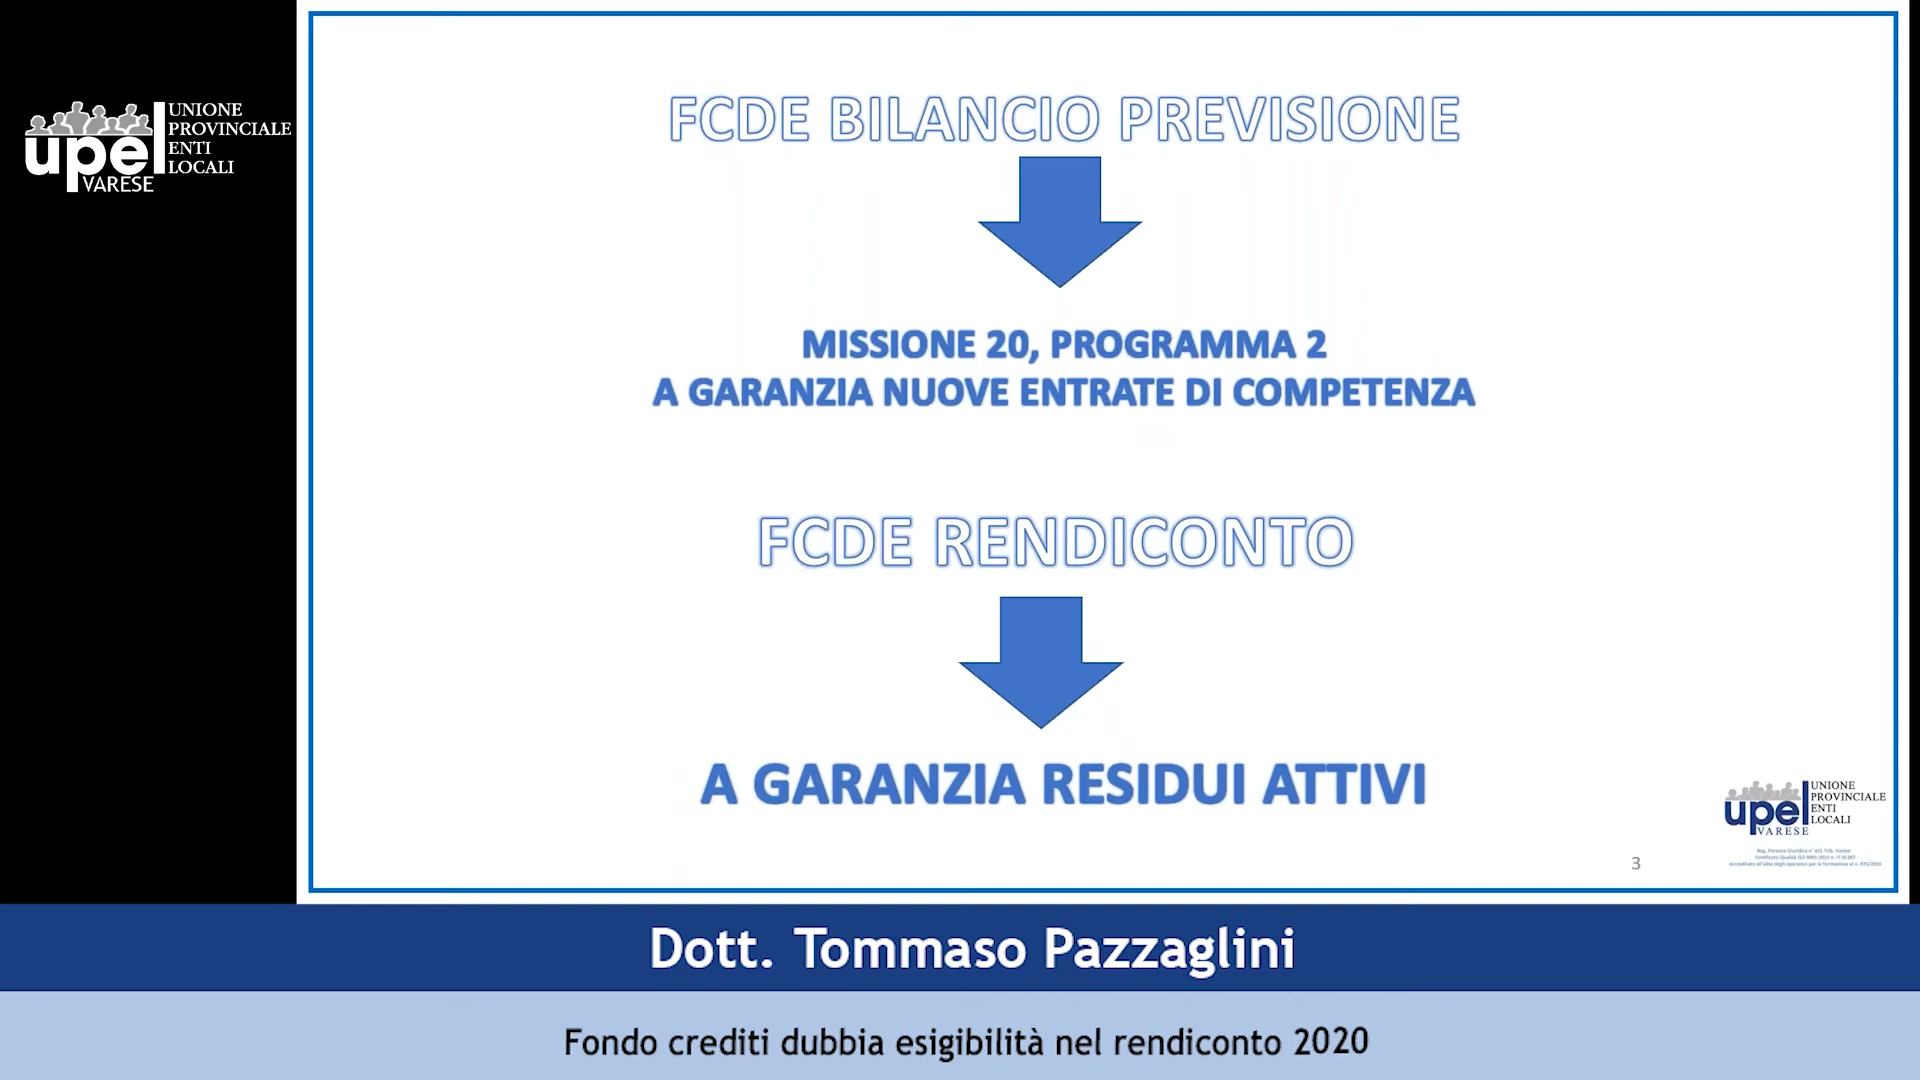 upel
VARESE
UNIONE
PROVINCIALE
ENTI
LOCALI
FCDE BILANCIO PREVISIONE
MISSIONE 20, PROGRAMMA 2
A GARANZIA NUOVE ENTRATE DI COMPETENZA
FCDE RENDICONTO
A GARANZIA RESIDUI ATTIVI
upel
VARESE
UNIONE
PROVINCIALE
ENTI
LOCALI
3
Dott. Tommaso Pazzaglini
Fondo crediti dubbia esigibilità nel rendiconto 2020